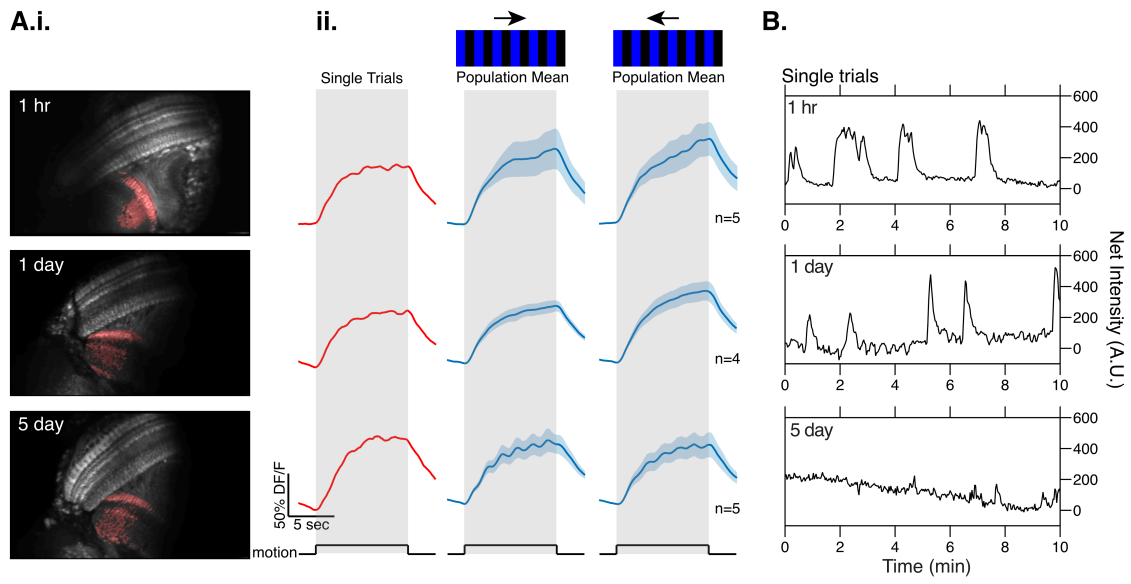 A.i.
ii.
B.
Single Trials
Population Mean
Population Mean
Single trials
1 hr
1 day
5 day
n=5
n=4
n=5
50% DF/F
5 sec
motion
1 hr
600
400
200
0
0 2 4 6 8 10
1 day
600
400
200
0
0 2 4 6 8 10
5 day
600
400
200
0
0 2 4 6 8 10
Time (min)
Net Intensity (A.U.)